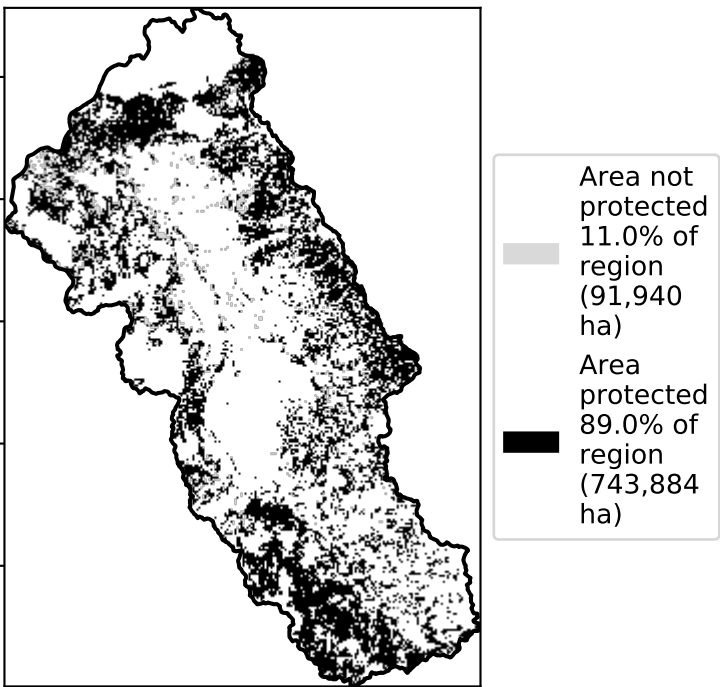 Area not
protected
11.0% of
region
(91,940
ha)
Area
protected
89.0% of
region
(743,884
ha)